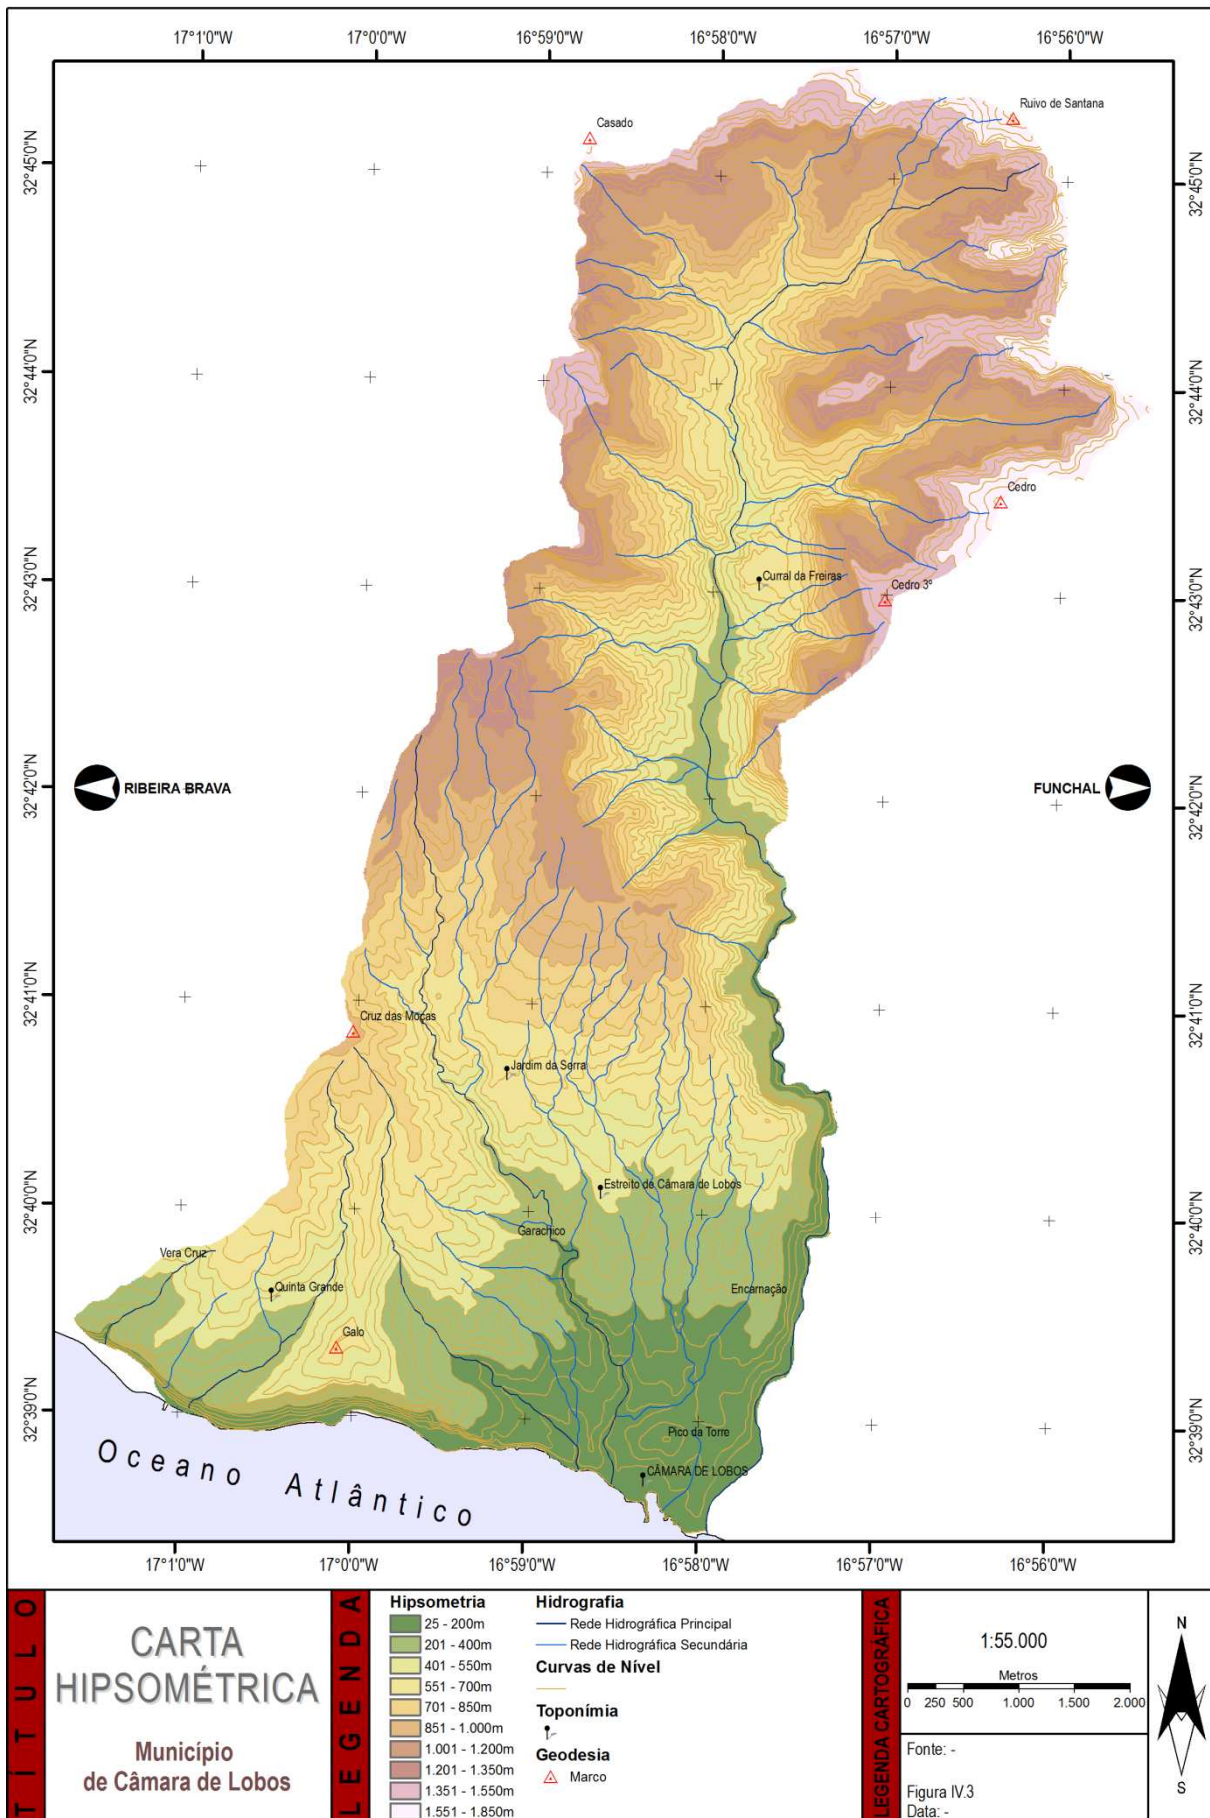 17°1'0"W 17°0'0"W 16°59'0"W 16°58'0"W 16°57'0"W 16°56'0"W
Ruivo de Santana
Casado
32°45'0"N
32°45'0"N
32°44'0"N
32°44'0"N
Cedro
Curral da Freiras
Cedro 3º
32°43'0"N
32°43'0"N
RIBEIRA BRAVA
FUNCHAL
32°42'0"N
32°42'0"N
32°41'0"N
32°41'0"N
Cruz das Moças
Jardim da Serra
Estreito de Câmara de Lobos
32°40'0"N
32°40'0"N
Garachico
Vera Cruz
Quinta Grande
Encarnação
Galo
32°39'0"N
32°39'0"N
Pico da Torre
CÂMARA DE LOBOS
Oceano Atlântico
17°1'0"W 17°0'0"W 16°59'0"W 16°58'0"W 16°57'0"W 16°56'0"W
TÍTULO
CARTA
HIPSOMÉTRICA
Município
de Câmara de Lobos
LEGENDA
Hipsometria
25 - 200m
201 - 400m
401 - 550m
551 - 700m
701 - 850m
851 - 1.000m
1.001 - 1.200m
1.201 - 1.350m
1.351 - 1.550m
1.551 - 1.850m
Hidrografia
Rede Hidrográfica Principal
Rede Hidrográfica Secundária
Curvas de Nível
Toponímia
Geodesia
Marco
LEGENDA CARTOGRÁFICA
1:55.000
Metros
0 250 500 1.000 1.500 2.000
Fonte: -
Figura IV.3
Data: -
N
S